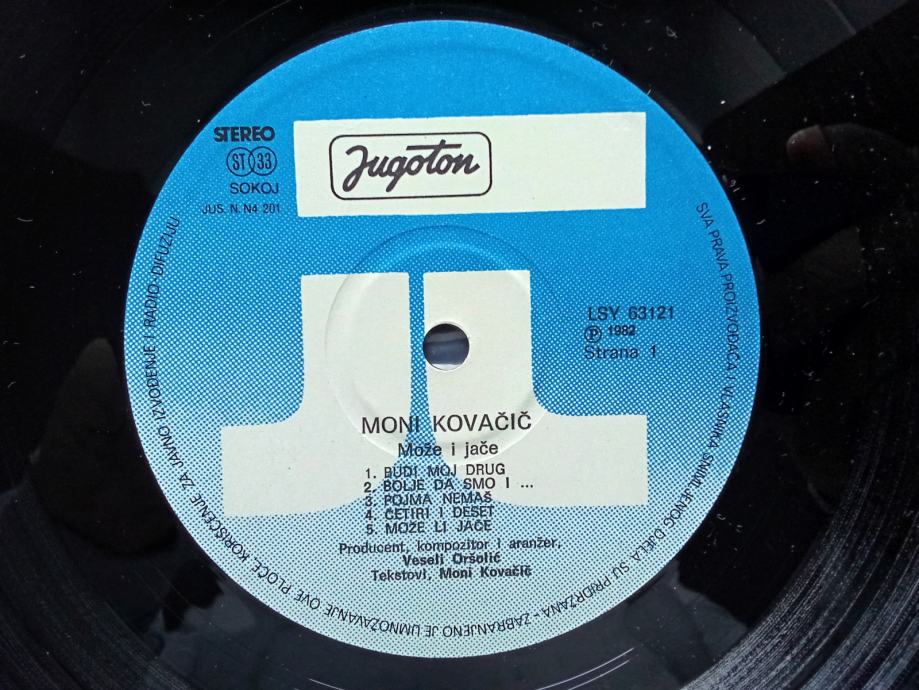 STEREO
ST 33
SOKOJ
JUS. N. N4 201
Jugoton
LSY 63121
Ⓟ 1982
Strana 1
MONI KOVAČIČ
Može i jače
1. BUDI MOJ DRUG
2. BOLJE DA SMO I ...
3. POJMA NEMAŠ
4. ČETIRI I DESET
5. MOŽE LI JAČE
Producent, kompozitor i aranžer,
Veseli Oršolić
Tekstovi, Moni Kovačič
SVA PRAVA PROIZVOĐAČA I VLASNIKA SNIMLJENOG DJELA SU PRIDRŽANA - ZABRANJENO JE UMNOŽAVANJE OVE PLOČE, KORIŠĆENJE ZA JAVNO IZVOĐENJE I RADIO-DIFUZIJU